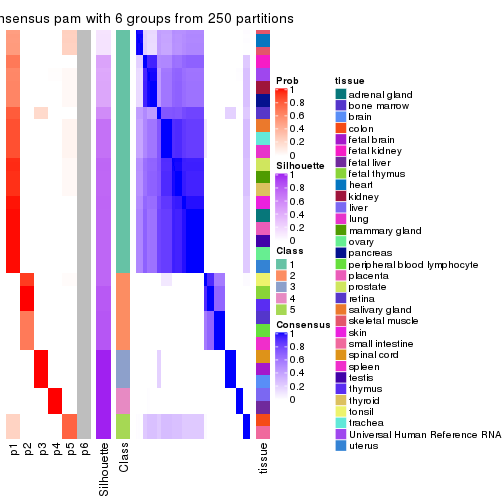 nsensus pam with 6 groups from 250 partitions
p1
p2
p3
p4
p5
p6
Silhouette
Class
tissue
Prob
1
0.8
0.6
0.4
0.2
0
Silhouette
1
0.8
0.6
0.4
0.2
0
Class
1
2
3
4
5
Consensus
1
0.8
0.6
0.4
0.2
0
tissue
adrenal gland
bone marrow
brain
colon
fetal brain
fetal kidney
fetal liver
fetal thymus
heart
kidney
liver
lung
mammary gland
ovary
pancreas
peripheral blood lymphocyte
placenta
prostate
retina
salivary gland
skeletal muscle
skin
small intestine
spinal cord
spleen
testis
thymus
thyroid
tonsil
trachea
Universal Human Reference RNA
uterus